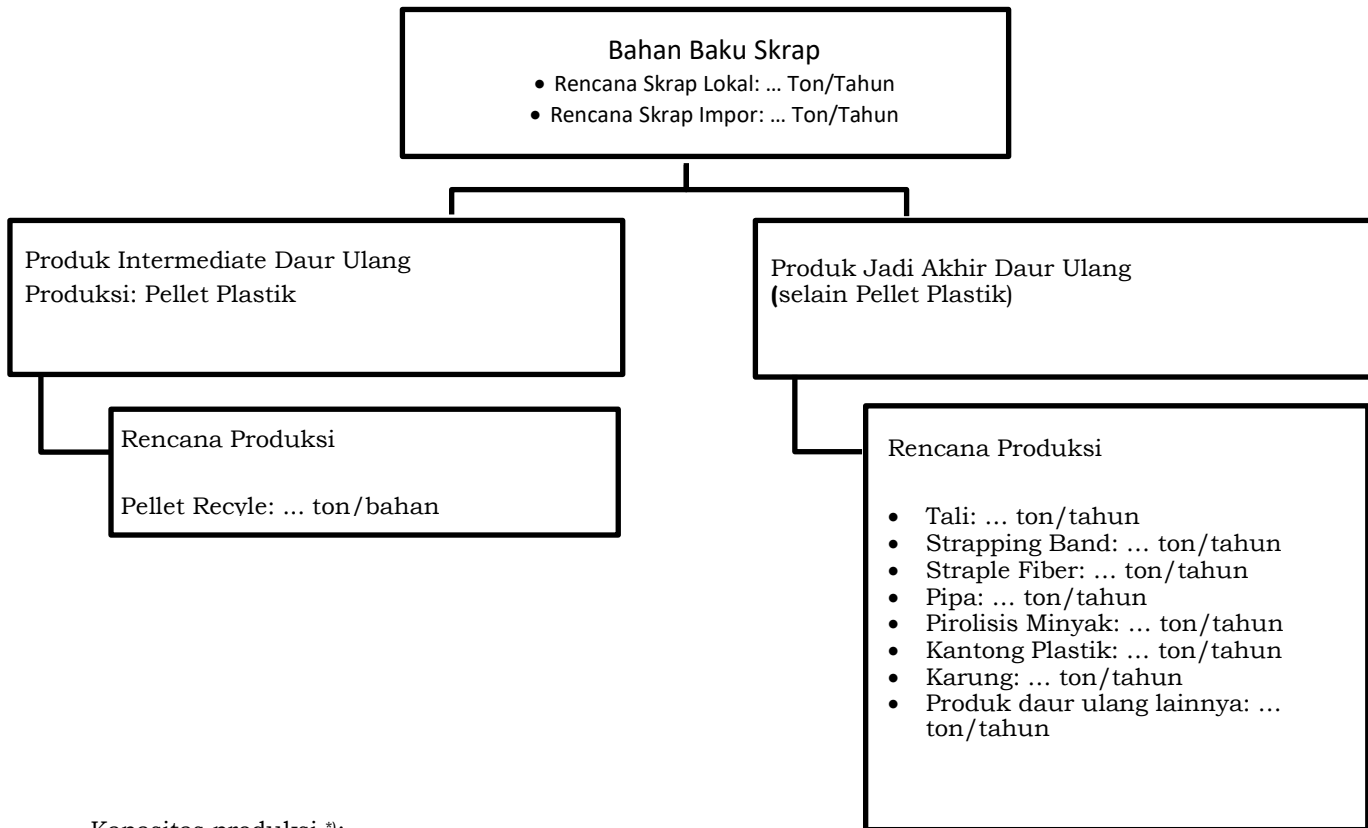 Bahan Baku Skrap
• Rencana Skrap Lokal: ... Ton/Tahun
• Rencana Skrap Impor: ... Ton/Tahun
Produk Intermediate Daur Ulang
Produksi: Pellet Plastik
Rencana Produksi
Pellet Recyle: ... ton/bahan
Produk Jadi Akhir Daur Ulang
(selain Pellet Plastik)
Rencana Produksi
• Tali: ... ton/tahun
• Strapping Band: ... ton/tahun
• Straple Fiber: ... ton/tahun
• Pipa: ... ton/tahun
• Pirolisis Minyak: ... ton/tahun
• Kantong Plastik: ... ton/tahun
• Karung: ... ton/tahun
• Produk daur ulang lainnya: ...
ton/tahun
Kapasitas produksi *):